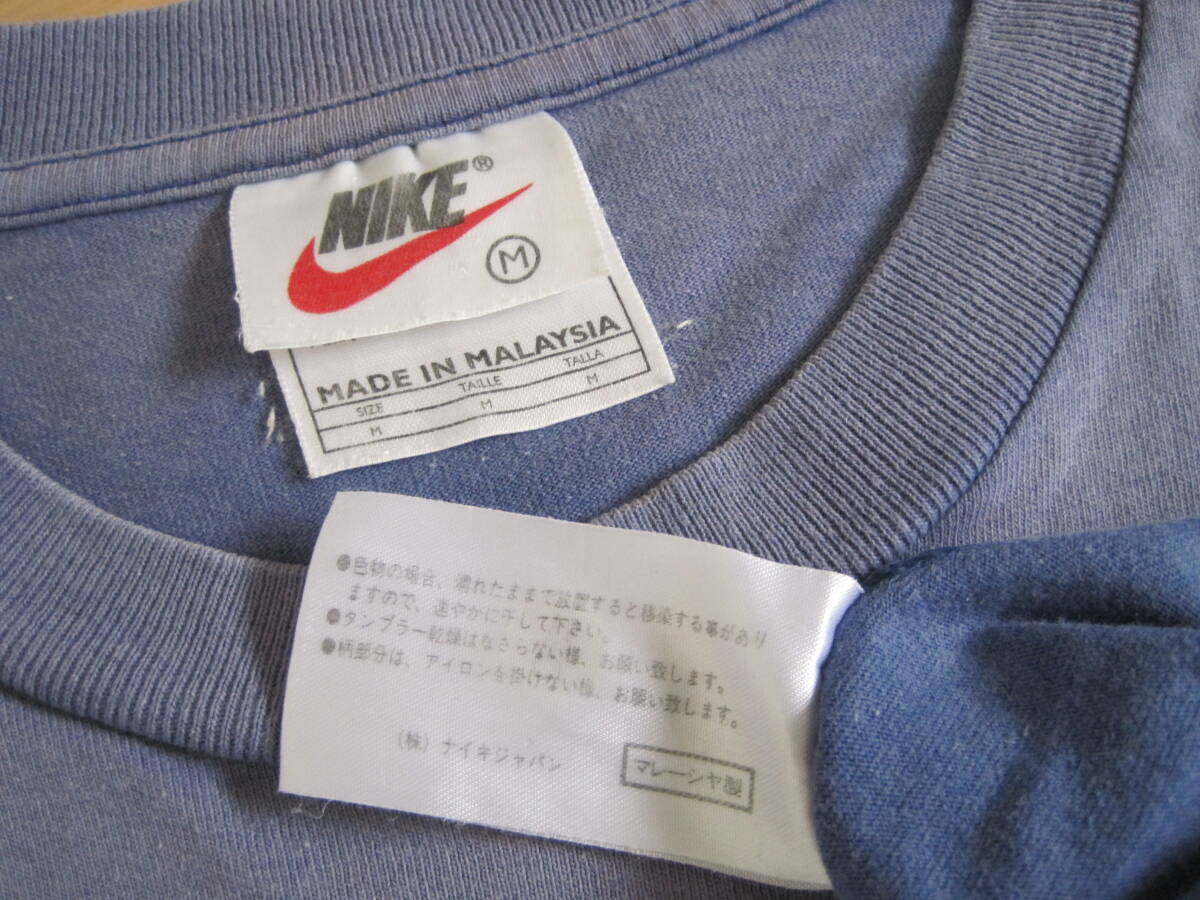 NIKE®
M
MADE IN MALAYSIA
SIZE TAILLE TALLA
M M M
●色物の場合、濡れたままで放置すると移染する事があり
ますので、速やかに干して下さい。
●タンブラー乾燥はなさらない様、お願い致します。
●柄部分は、アイロンを掛けない様、お願い致します。
(株) ナイキジャパン
マレーシヤ製